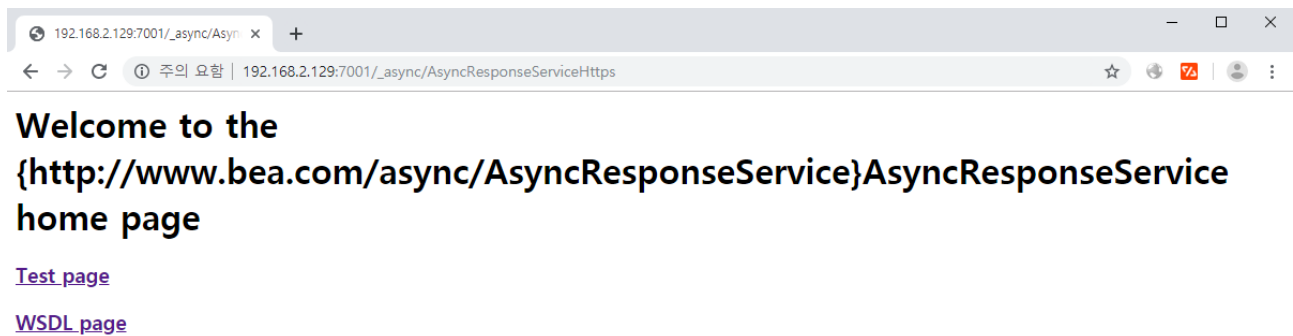 192.168.2.129:7001/_async/Asyn
주의 요함 | 192.168.2.129:7001/_async/AsyncResponseServiceHttps
Welcome to the
{http://www.bea.com/async/AsyncResponseService}AsyncResponseService
home page
Test page
WSDL page